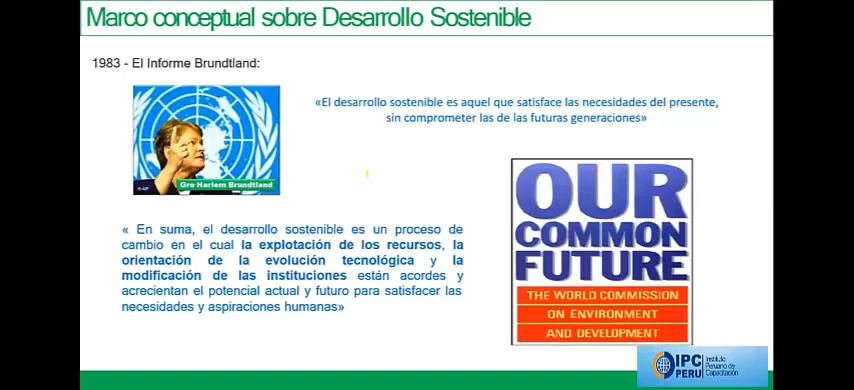 Marco conceptual sobre Desarrollo Sostenible
1983 - El Informe Brundtland:
«El desarrollo sostenible es aquel que satisface las necesidades del presente,
sin comprometer las de las futuras generaciones»
Gro Harlem Brundtland
« En suma, el desarrollo sostenible es un proceso de
cambio en el cual la explotación de los recursos, la
orientación de la evolución tecnológica y la
modificación de las instituciones están acordes y
acrecientan el potencial actual y futuro para satisfacer las
necesidades y aspiraciones humanas»
OUR
COMMON
FUTURE
THE WORLD COMMISSION
ON ENVIRONMENT
AND DEVELOPMENT
IPC
PERU
Instituto
Peruano de
Capacitación